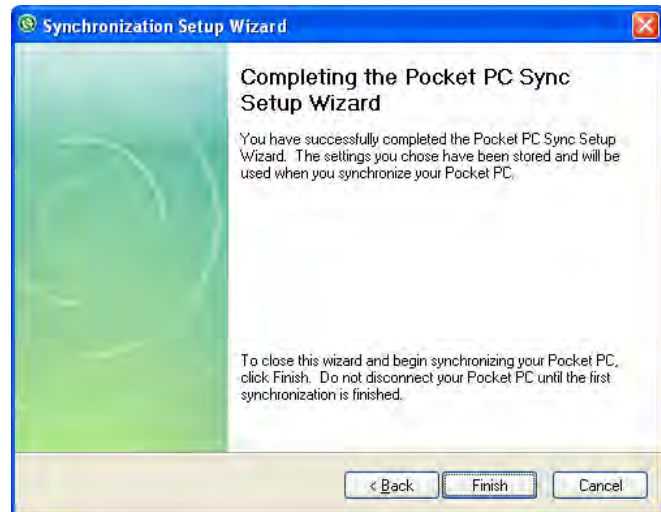 Synchronization Setup Wizard
Completing the Pocket PC Sync
Setup Wizard
You have successfully completed the Pocket PC Sync Setup
Wizard. The settings you chose have been stored and will be
used when you synchronize your Pocket PC.
To close this wizard and begin synchronizing your Pocket PC,
click Finish. Do not disconnect your Pocket PC until the first
synchronization is finished.
< Back Finish Cancel